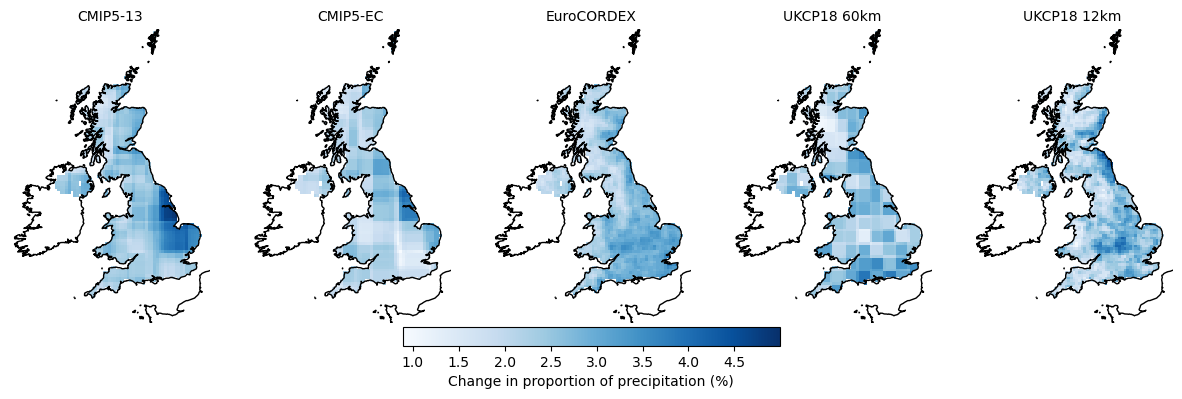 CMIP5-13
CMIP5-EC
EuroCORDEX
UKCP18 60km
UKCP18 12km
1.0 1.5 2.0 2.5 3.0 3.5 4.0 4.5
Change in proportion of precipitation (%)